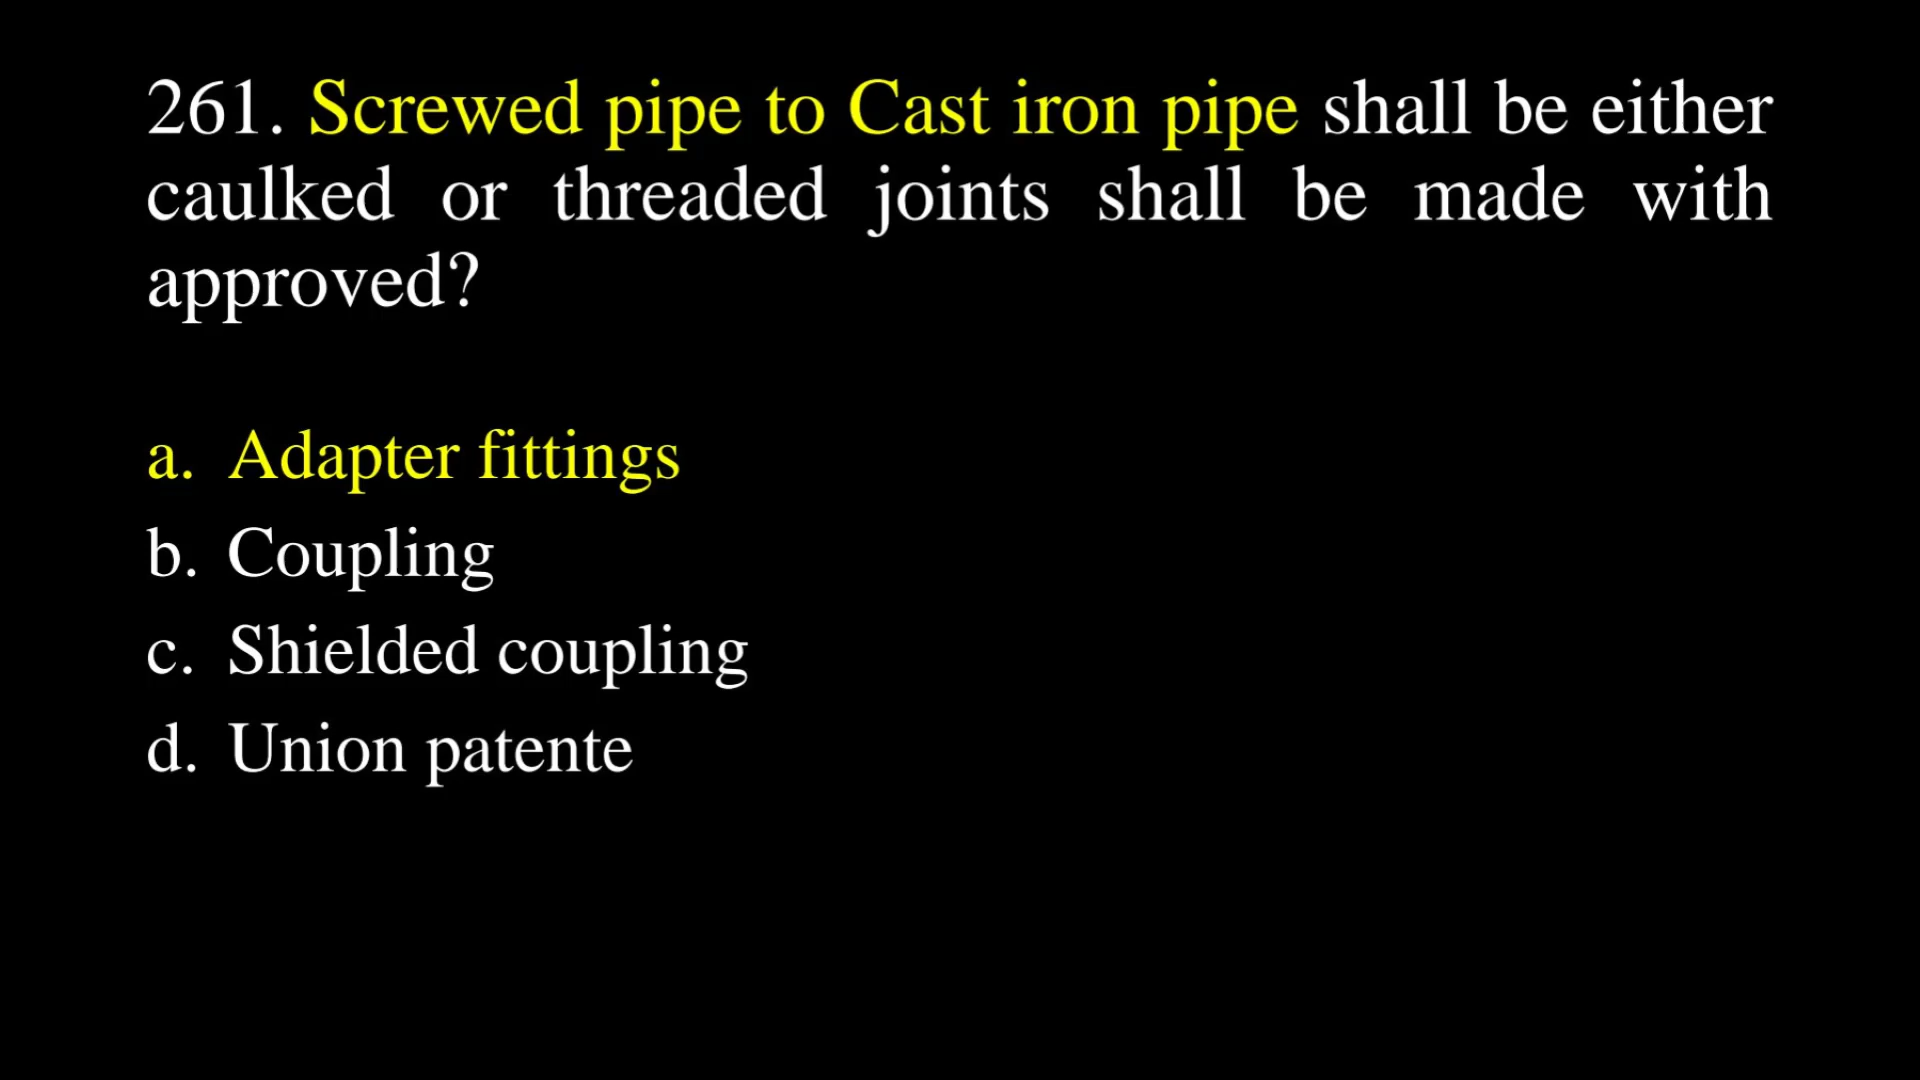 261. Screwed pipe to Cast iron pipe shall be either
caulked or threaded joints shall be made with
approved?
a. Adapter fittings
b. Coupling
c. Shielded coupling
d. Union patente